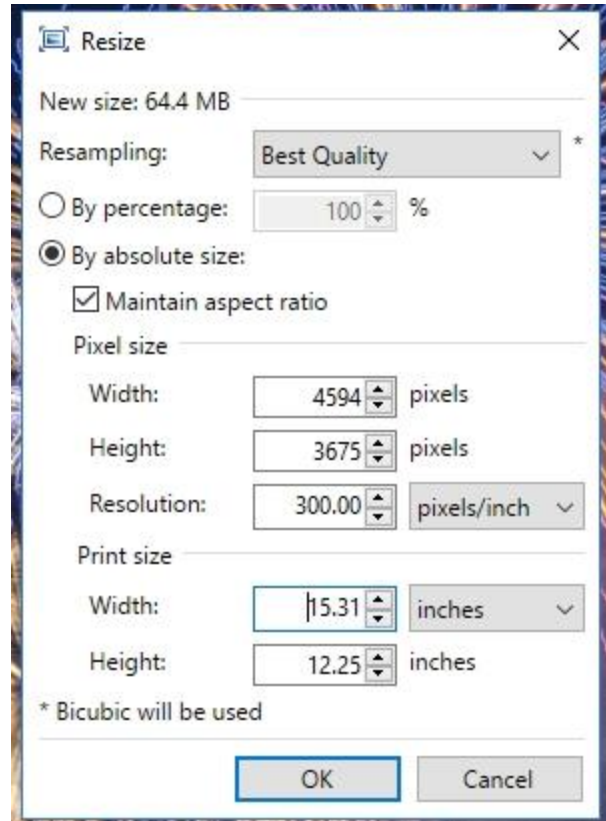 Resize
New size: 64.4 MB
Resampling: Best Quality *
By percentage: 100 %
By absolute size:
Maintain aspect ratio
Pixel size
Width: 4594 pixels
Height: 3675 pixels
Resolution: 300.00 pixels/inch
Print size
Width: 15.31 inches
Height: 12.25 inches
* Bicubic will be used
OK Cancel